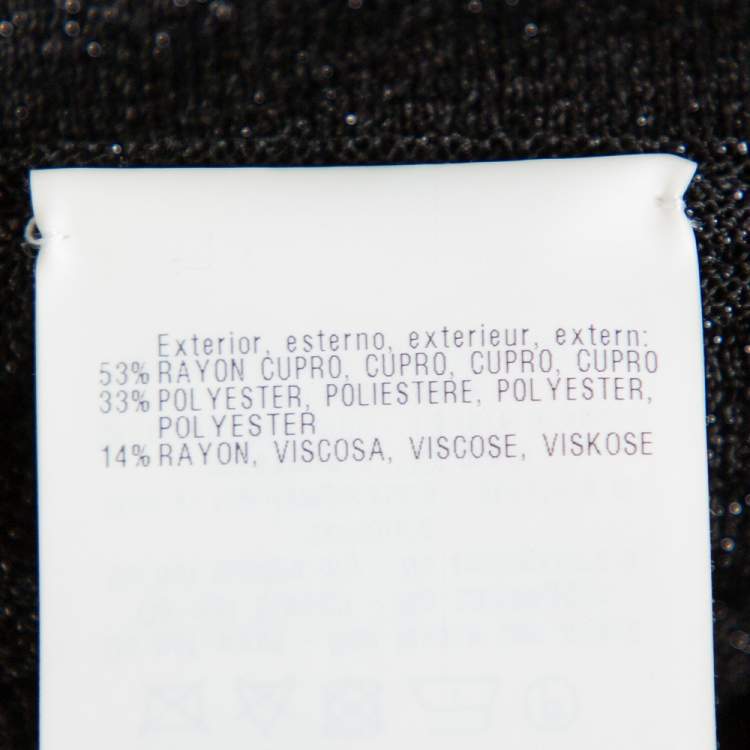 Exterior, esterno, exterieur, extern:
53% RAYON CUPRO, CUPRO, CUPRO, CUPRO
33% POLYESTER, POLIESTERE, POLYESTER,
POLYESTER
14% RAYON, VISCOSA, VISCOSE, VISKOSE